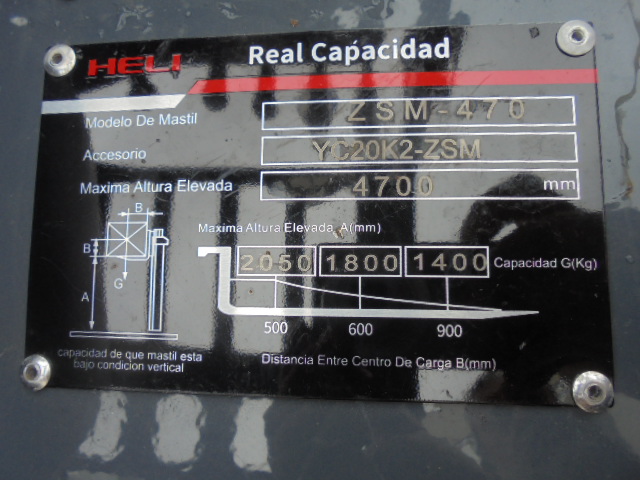 HELI
Real Capacidad
Modelo De Mastil ZSM-470
Accesorio YC20K2-ZSM
Maxima Altura Elevada 4700 mm
Maxima Altura Elevada A(mm)
2050 1800 1400 Capacidad G(Kg)
500 600 900
Distancia Entre Centro De Carga B(mm)
B
B
G
A
capacidad de que mastil esta
bajo condicion vertical